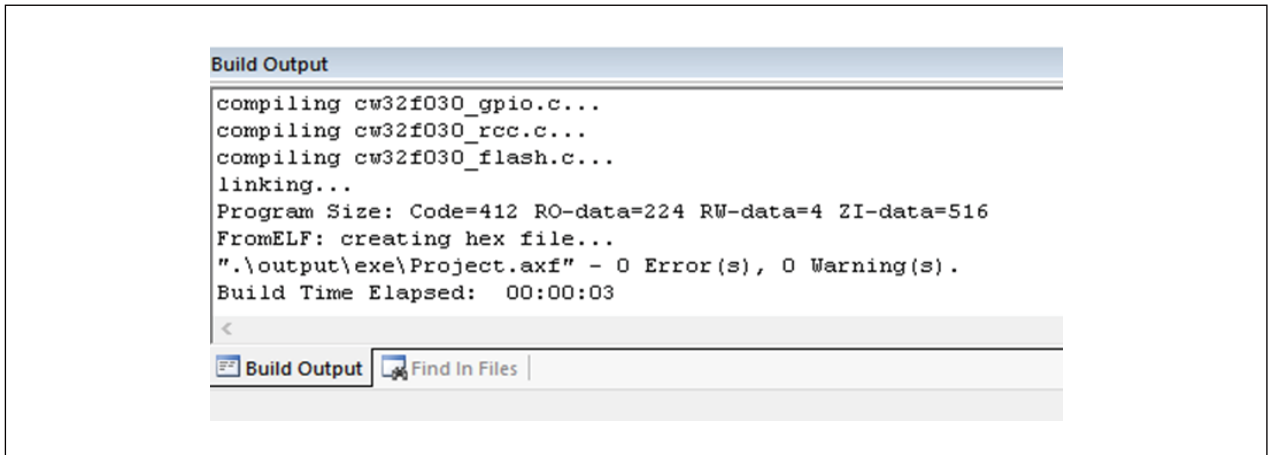 Build Output
compiling cw32f030_gpio.c...
compiling cw32f030_rcc.c...
compiling cw32f030_flash.c...
linking...
Program Size: Code=412 RO-data=224 RW-data=4 ZI-data=516
FromELF: creating hex file...
".\output\exe\Project.axf" - 0 Error(s), 0 Warning(s).
Build Time Elapsed:  00:00:03
Build Output Find In Files